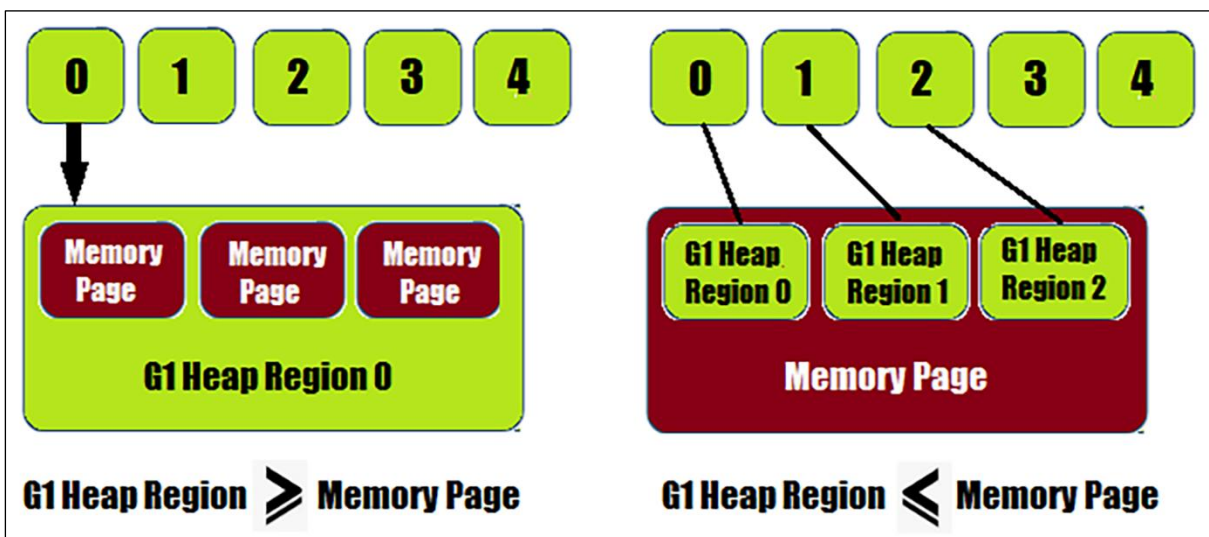 0 1 2 3 4
Memory Page
Memory Page
Memory Page
G1 Heap Region 0
G1 Heap Region ≥ Memory Page
0 1 2 3 4
G1 Heap Region 0
G1 Heap Region 1
G1 Heap Region 2
Memory Page
G1 Heap Region ≤ Memory Page